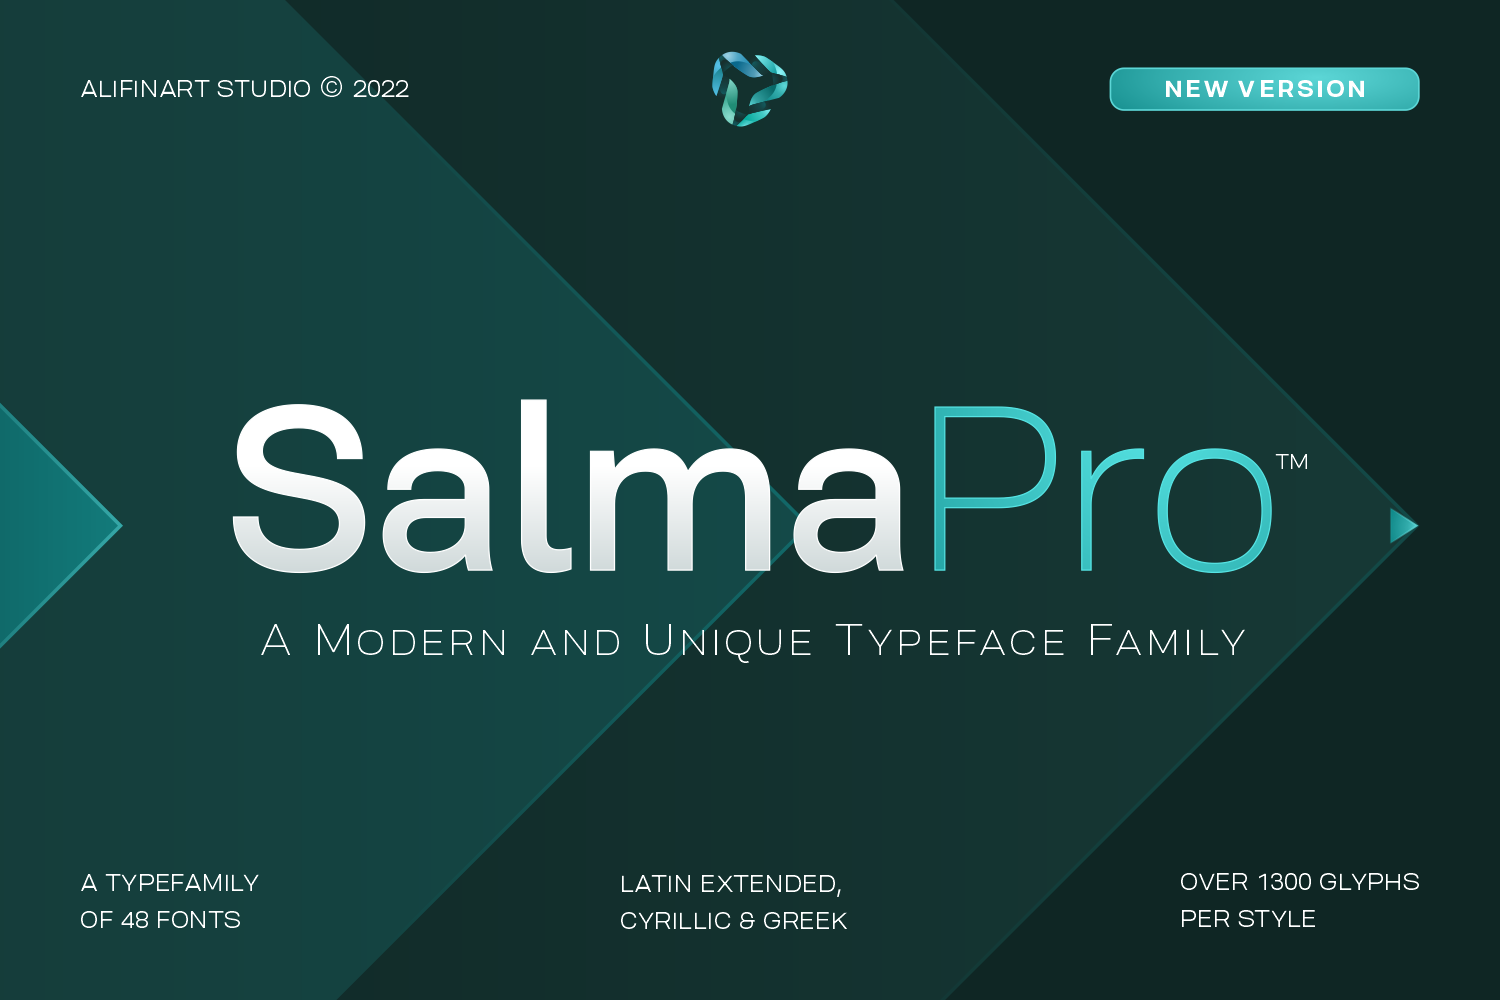 ALIFINART STUDIO © 2022
NEW VERSION
SalmaPro™
A Modern and Unique Typeface Family
A TYPEFAMILY
OF 48 FONTS
LATIN EXTENDED,
CYRILLIC & GREEK
OVER 1300 GLYPHS
PER STYLE